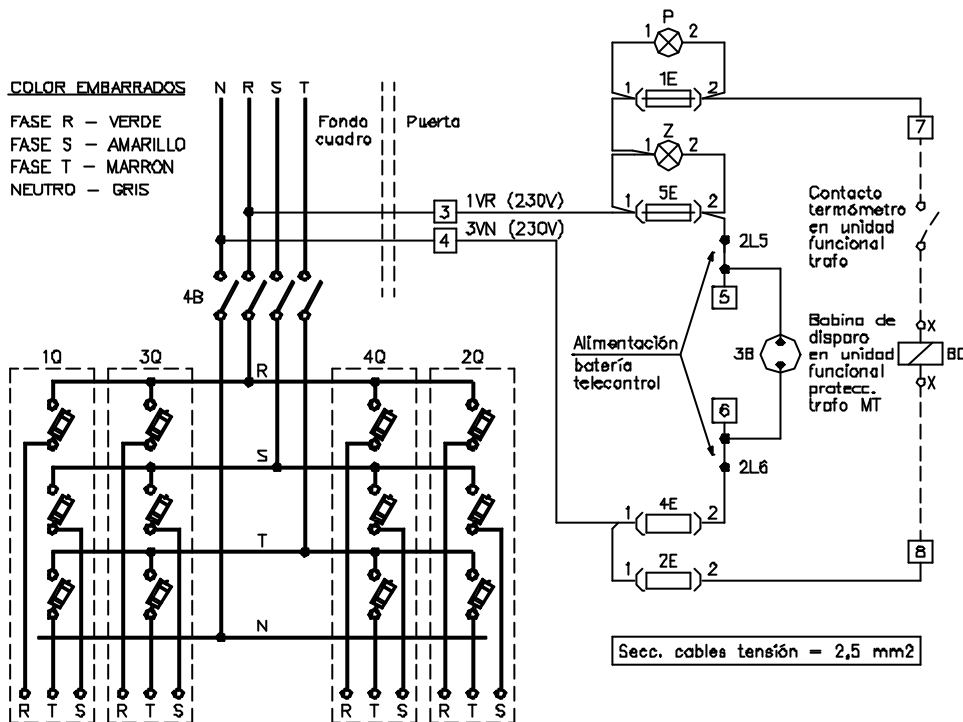 COLOR EMBARRADOS
FASE R - VERDE
FASE S - AMARILLO
FASE T - MARRON
NEUTRO - GRIS
N R S T
Fondo
cuadro
Puerta
4B
3
1VR (230V)
4
3VN (230V)
P
1 2
1E
1 2
Z
1 2
5E
1 2
2L5
5
3B
6
2L6
Alimentación
batería
telecontrol
4E
1 2
2E
1 2
7
Contacto
termómetro
en unidad
funcional
trafo
Bobina de
disparo
en unidad
funcional
protecc.
trafo MT
X
BD
X
8
1Q 3Q 4Q 2Q
R
S
T
N
R T S R T S R T S R T S
Secc. cables tensión = 2,5 mm2